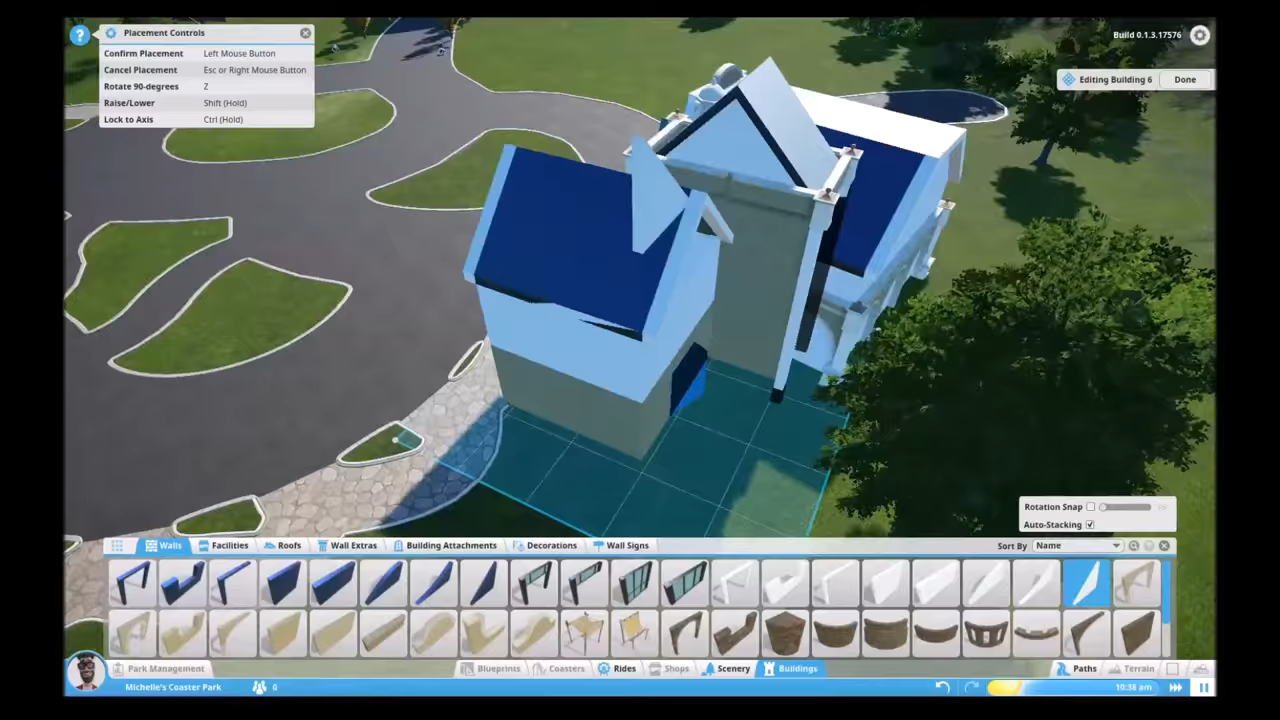 Placement Controls
Confirm Placement Left Mouse Button
Cancel Placement Esc or Right Mouse Button
Rotate 90-degrees Z
Raise/Lower Shift (Hold)
Lock to Axis Ctrl (Hold)
?
Build 0.1.3.17576
Editing Building 6 Done
Rotation Snap
Auto-Stacking
Walls Facilities Roofs Wall Extras Building Attachments Decorations Wall Signs Sort By Name
Park Management Blueprints Coasters Rides Shops Scenery Buildings Paths Terrain
Michelle's Coaster Park 0 10:38 am